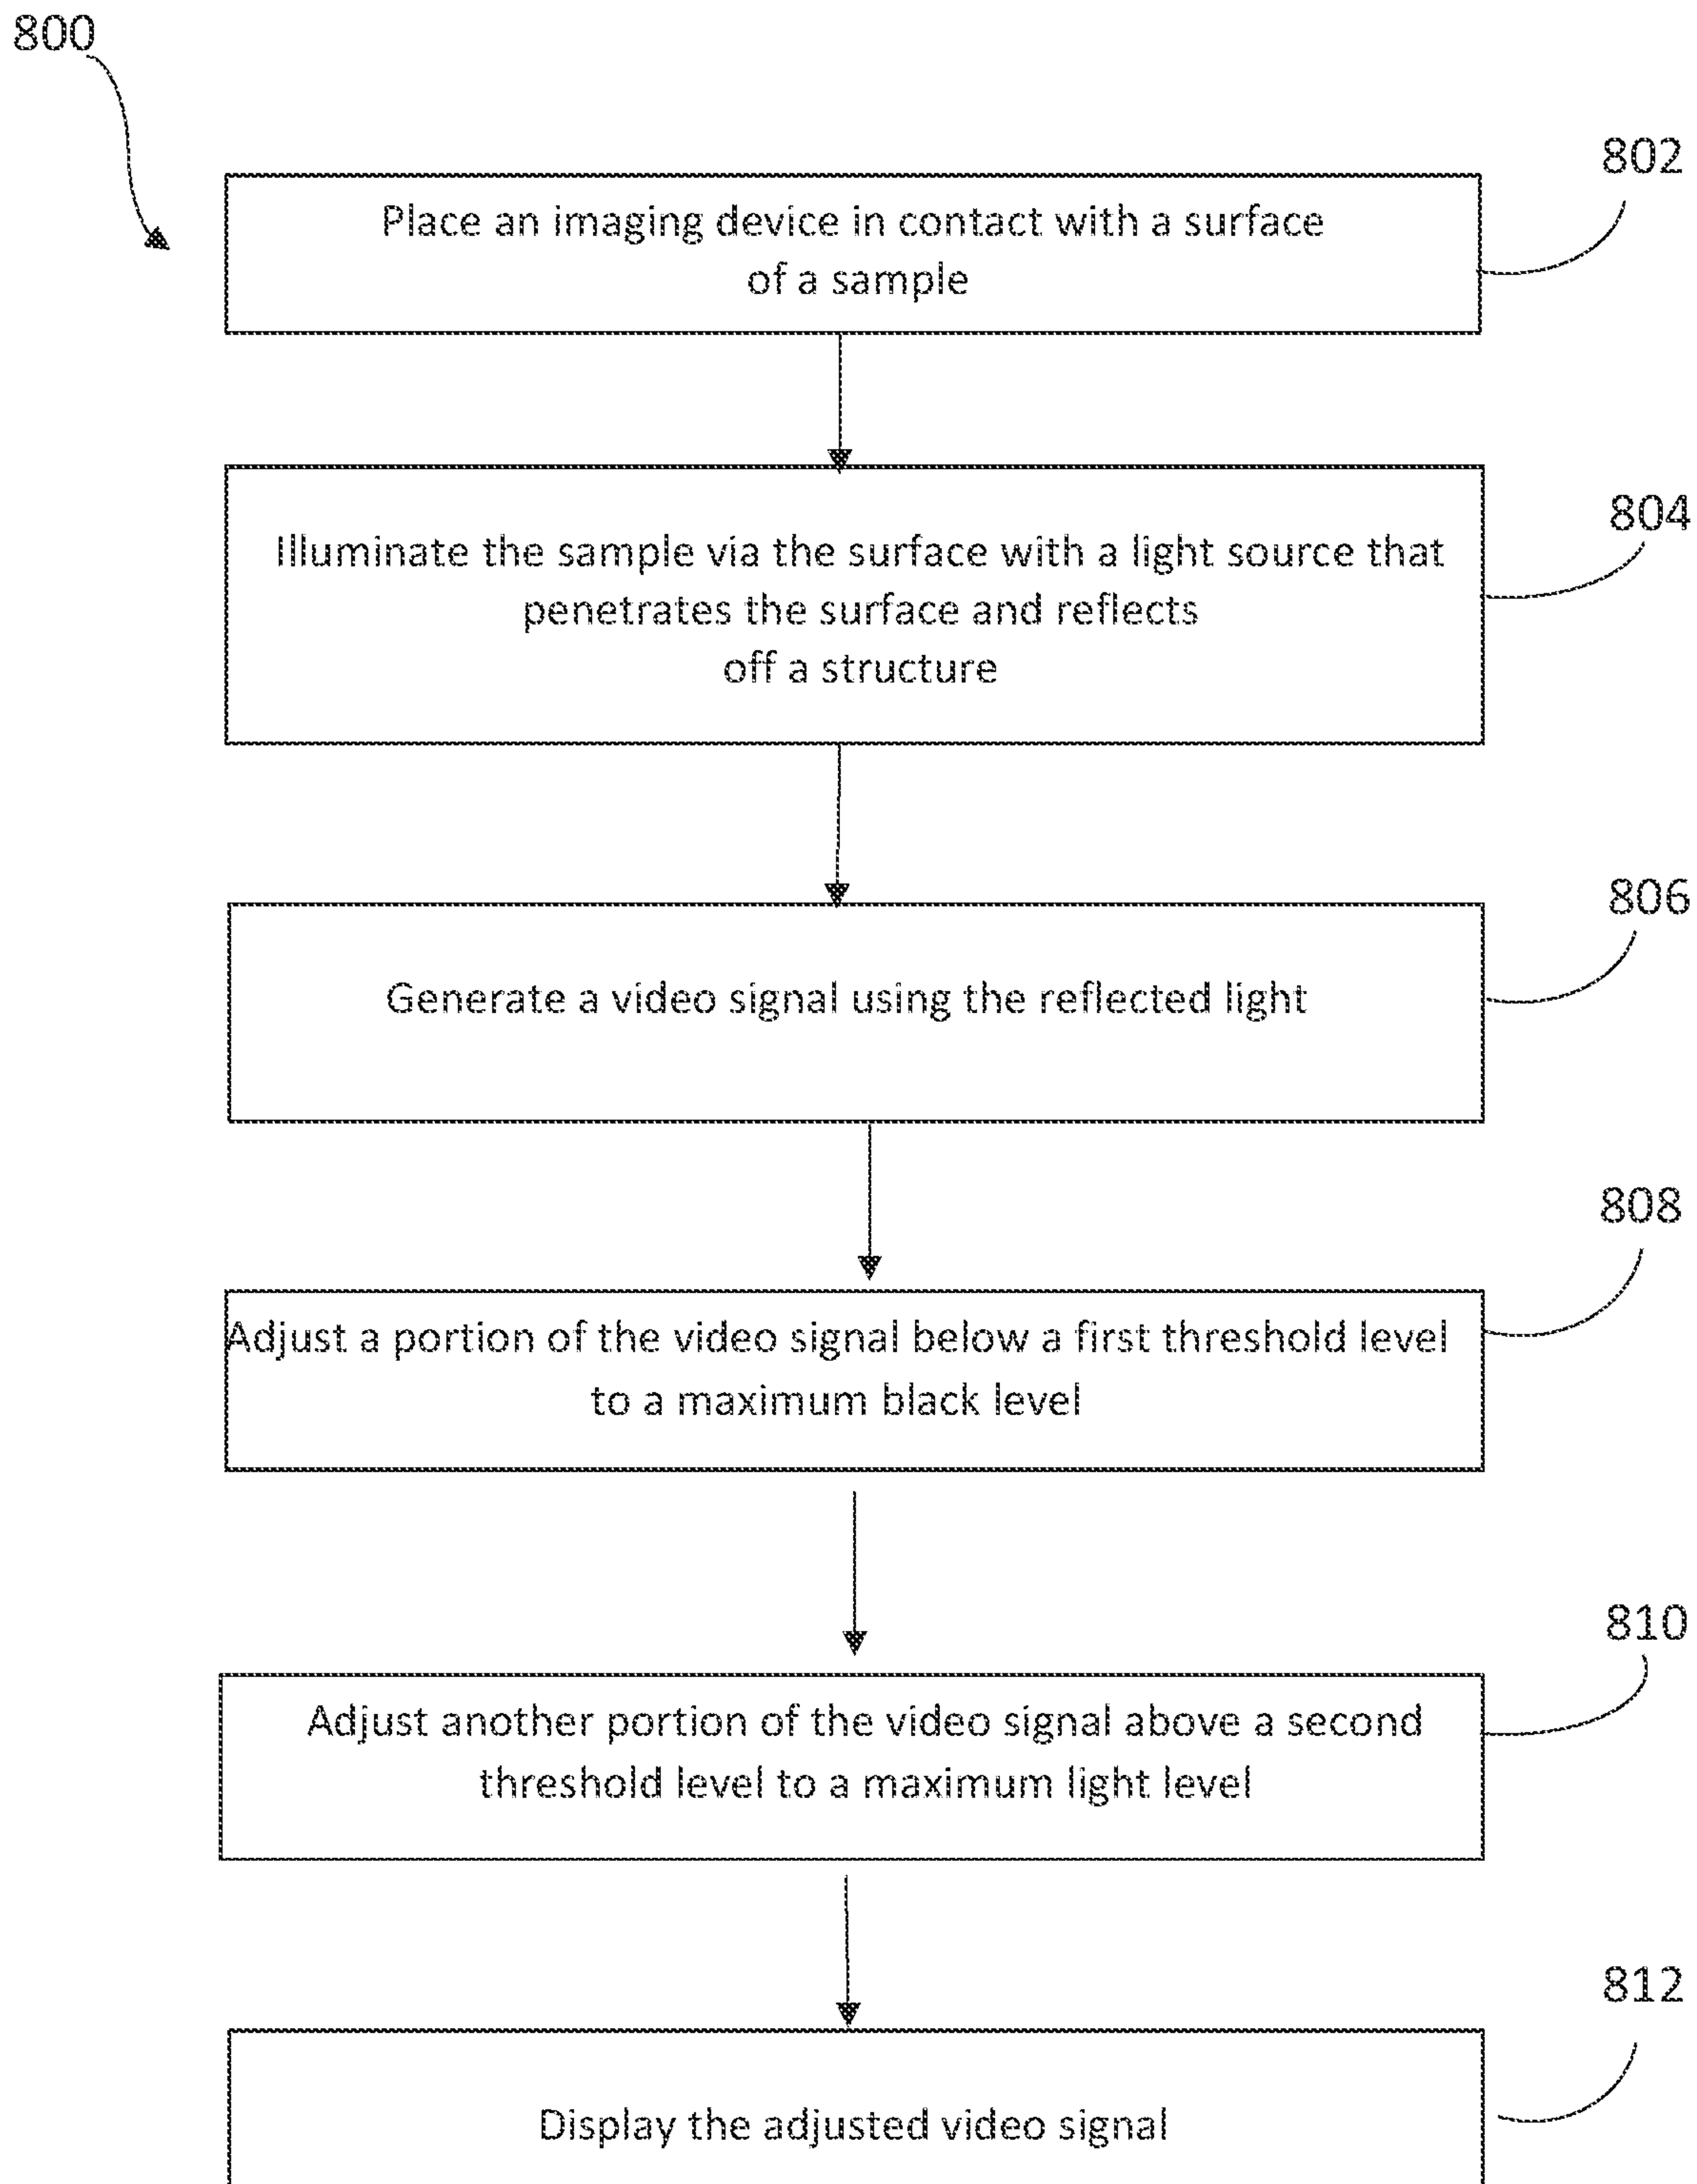 800
802
Place an imaging device in contact with a surface
of a sample
804
Illuminate the sample via the surface with a light source that
penetrates the surface and reflects
off a structure
806
Generate a video signal using the reflected light
808
Adjust a portion of the video signal below a first threshold level
to a maximum black level
810
Adjust another portion of the video signal above a second
threshold level to a maximum light level
812
Display the adjusted video signal